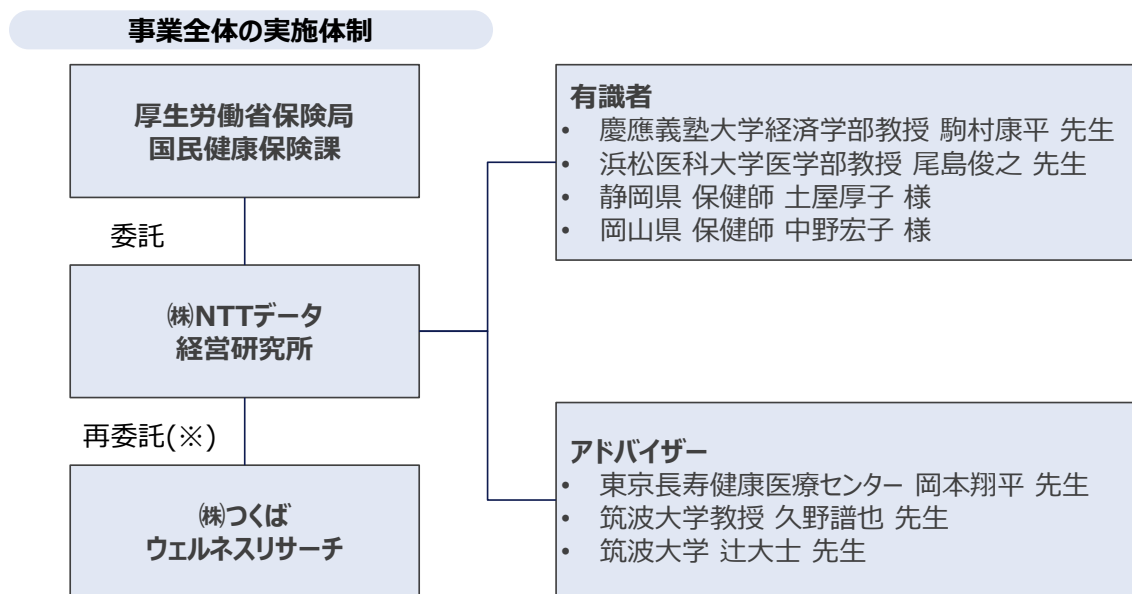 事業全体の実施体制
厚生労働省保険局
国民健康保険課
委託
㈱NTTデータ
経営研究所
再委託(※)
㈱つくば
ウェルネスリサーチ
有識者
• 慶應義塾大学経済学部教授 駒村康平 先生
• 浜松医科大学医学部教授 尾島俊之 先生
• 静岡県 保健師 土屋厚子 様
• 岡山県 保健師 中野宏子 様
アドバイザー
• 東京長寿健康医療センター 岡本翔平 先生
• 筑波大学教授 久野譜也 先生
• 筑波大学 辻大士 先生